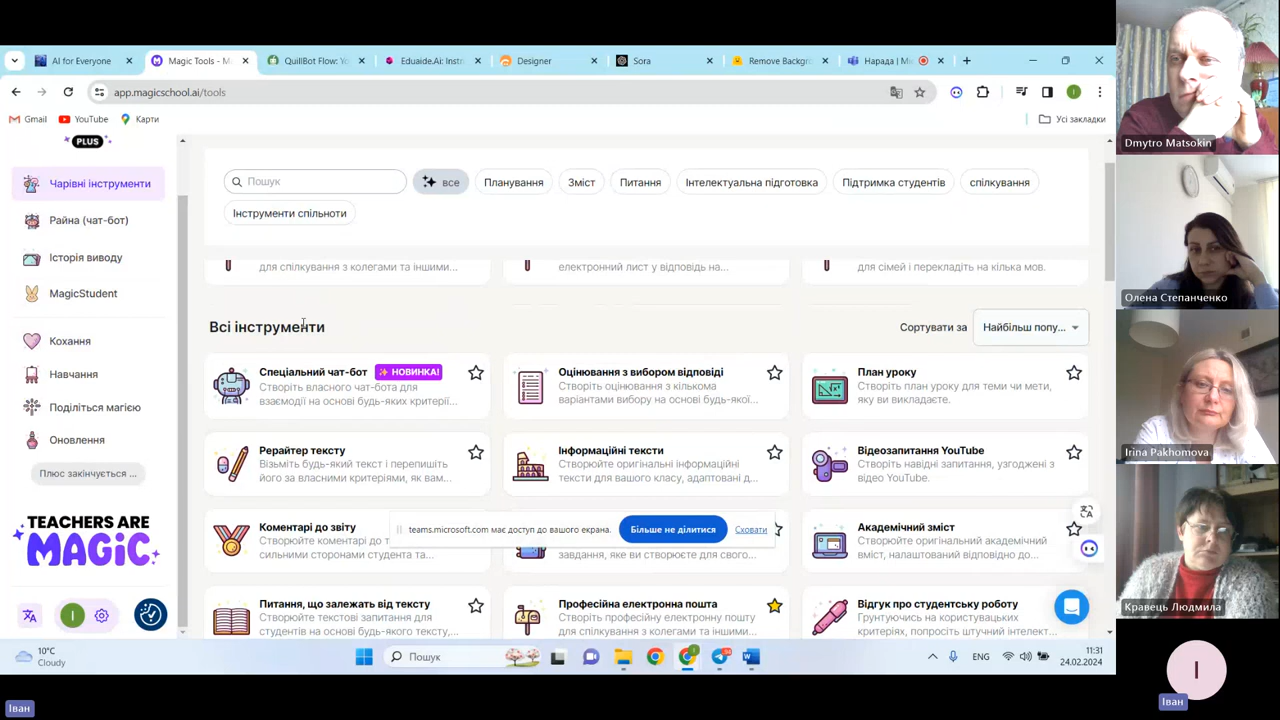 AI for Everyone
Magic Tools - M
QuillBot Flow: Yo
Eduaide.Ai: Inst
Designer
Sora
Remove Backgro
Нарада | Mi
app.magicschool.ai/tools
Gmail
YouTube
Карти
Усі закладки
PLUS
Чарівні інструменти
Райна (чат-бот)
Історія виводу
MagicStudent
Кохання
Навчання
Поділіться магією
Оновлення
Плюс закінчується ...
TEACHERS ARE
MAGIC
Пошук
все
Планування
Зміст
Питання
Інтелектуальна підготовка
Підтримка студентів
спілкування
Інструменти спільноти
для спілкування з колегами та іншими...
електронний лист у відповідь на...
для сімей і перекладіть на кілька мов.
Всі інструменти
Сортувати за
Найбільш попу...
Спеціальний чат-бот
НОВИНКА!
Створіть власного чат-бота для
взаємодії на основі будь-яких критерії...
Оцінювання з вибором відповіді
Створіть оцінювання з кількома
варіантами вибору на основі будь-якої...
План уроку
Створіть план уроку для теми чи мети,
яку ви викладаєте.
Рерайтер тексту
Візьміть будь-який текст і перепишіть
його за власними критеріями, як вам...
Інформаційні тексти
Створюйте оригінальні інформаційні
тексти для вашого класу, адаптовані д...
Відеозапитання YouTube
Створіть навідні запитання, узгоджені з
відео YouTube.
Коментарі до звіту
Створюйте коментарі до
сильними сторонами студента та...
teams.microsoft.com має доступ до вашого екрана.
Більше не ділитися
Сховати
завдання, яке ви створюєте для свого...
Академічний зміст
Створюйте оригінальний академічний
вміст, налаштований відповідно до...
Питання, що залежать від тексту
Створюйте текстові запитання для
студентів на основі будь-якого тексту,...
Професійна електронна пошта
Створіть професійну електронну пошту
для спілкування з колегами та іншими...
Відгук про студентську роботу
Ґрунтуючись на користувацьких
критеріях, попросіть штучний інтелект...
10°C
Cloudy
Пошук
ENG
11:31
24.02.2024
Dmytro Matsokin
Олена Степанченко
Irina Pakhomova
Кравець Людмила
І
Іван
Іван